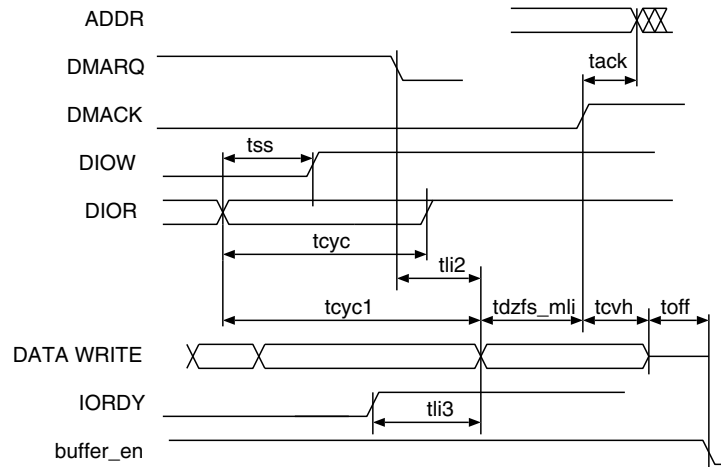 ADDR
DMARQ
tack
DMACK
tss
DIOW
DIOR
tcyc
tli2
tcyc1 tdzfs_mli tcvh toff
DATA WRITE
IORDY
tli3
buffer_en